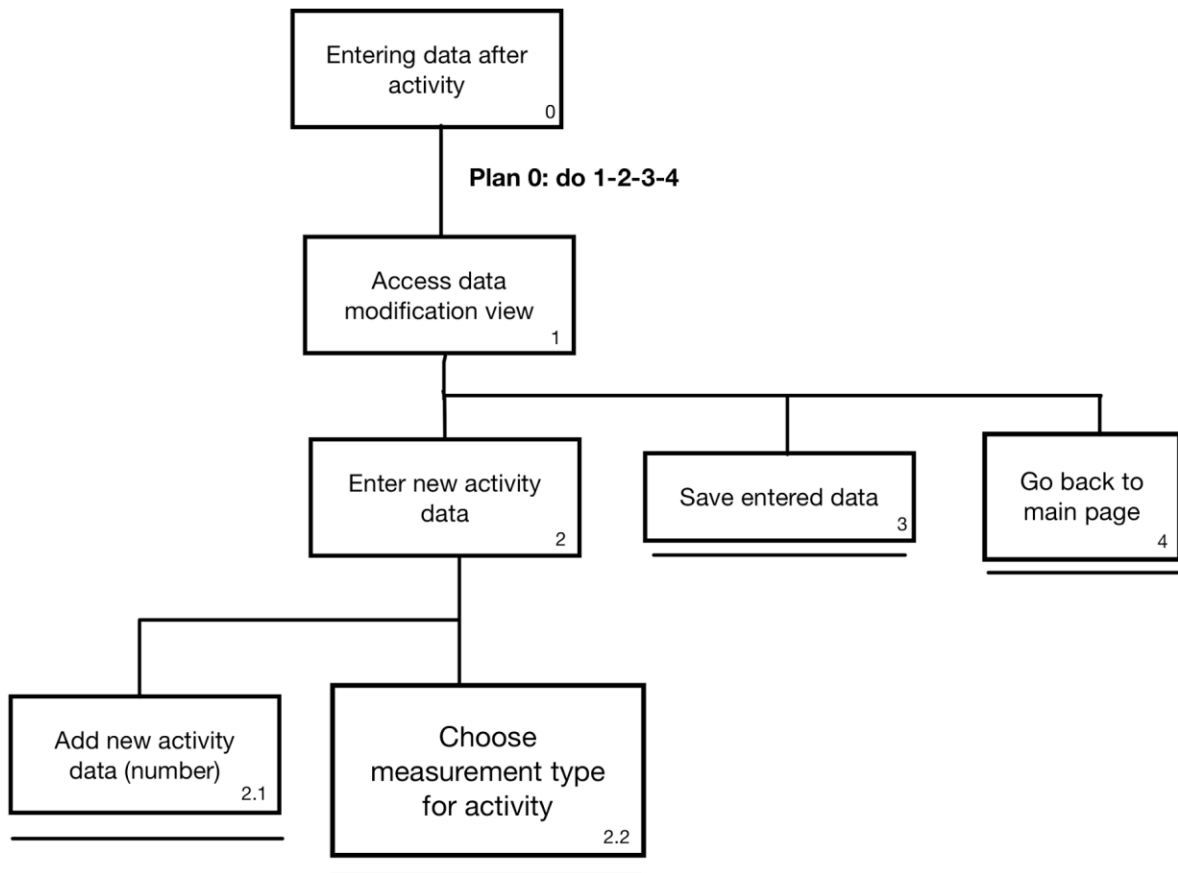 Entering data after
activity
0
Plan 0: do 1-2-3-4
Access data
modification view
1
Enter new activity
data
2
Save entered data
3
Go back to
main page
4
Add new activity
data (number)
2.1
Choose
measurement type
for activity
2.2